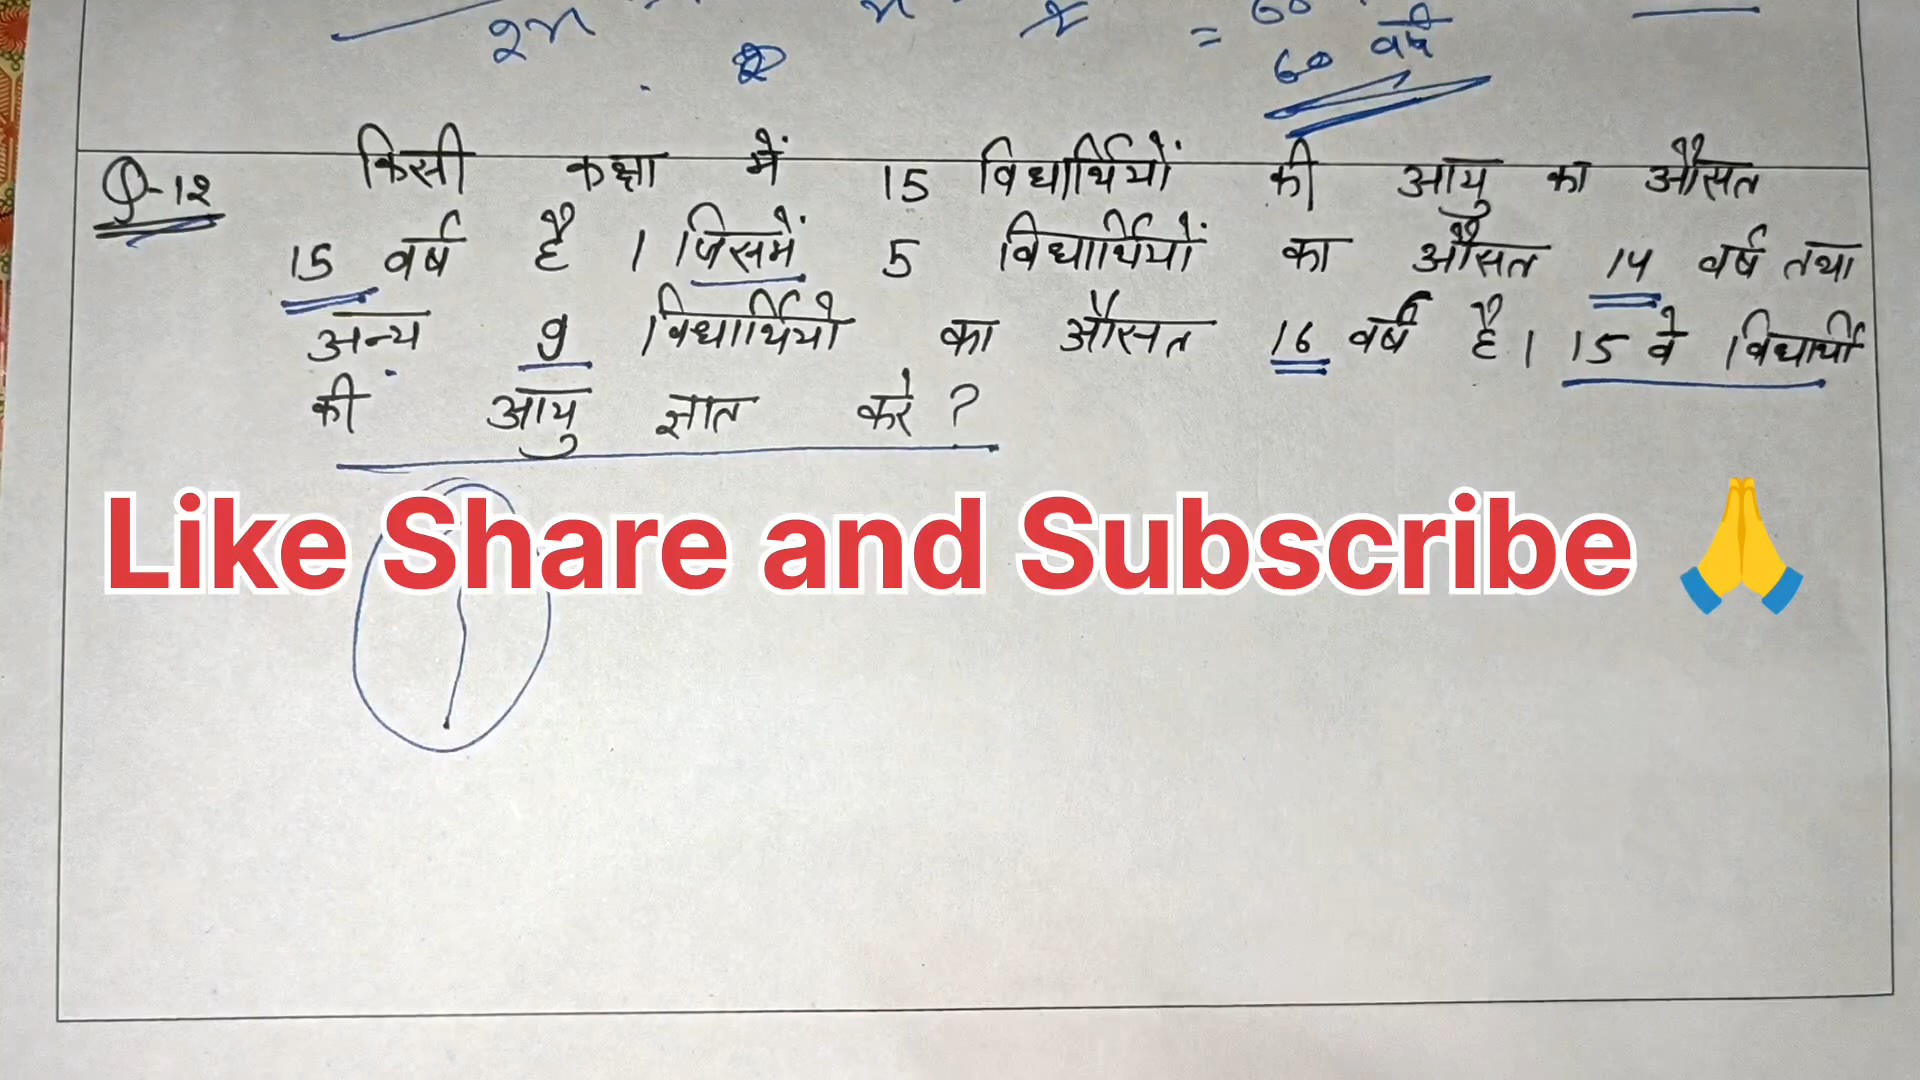 = 60
60 वर्ष
Q-12 किसी कक्षा में 15 विद्यार्थियों की आयु का औसत
15 वर्ष है । जिसमें 5 विद्यार्थियों का औसत 14 वर्ष तथा
अन्य 9 विद्यार्थियो का औसत 16 वर्ष है । 15 वे विद्यार्थी
की आयु ज्ञात करे ?
Like Share and Subscribe 🙏